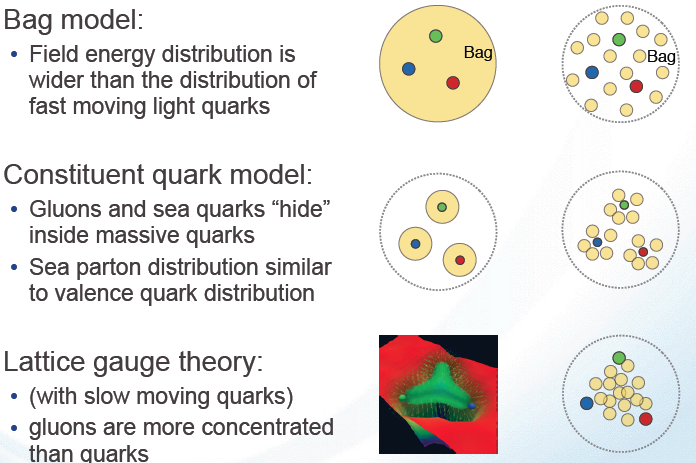 Bag model:
• Field energy distribution is
wider than the distribution of
fast moving light quarks
Bag
Bag
Constituent quark model:
• Gluons and sea quarks “hide”
inside massive quarks
• Sea parton distribution similar
to valence quark distribution
Lattice gauge theory:
• (with slow moving quarks)
• gluons are more concentrated
than quarks